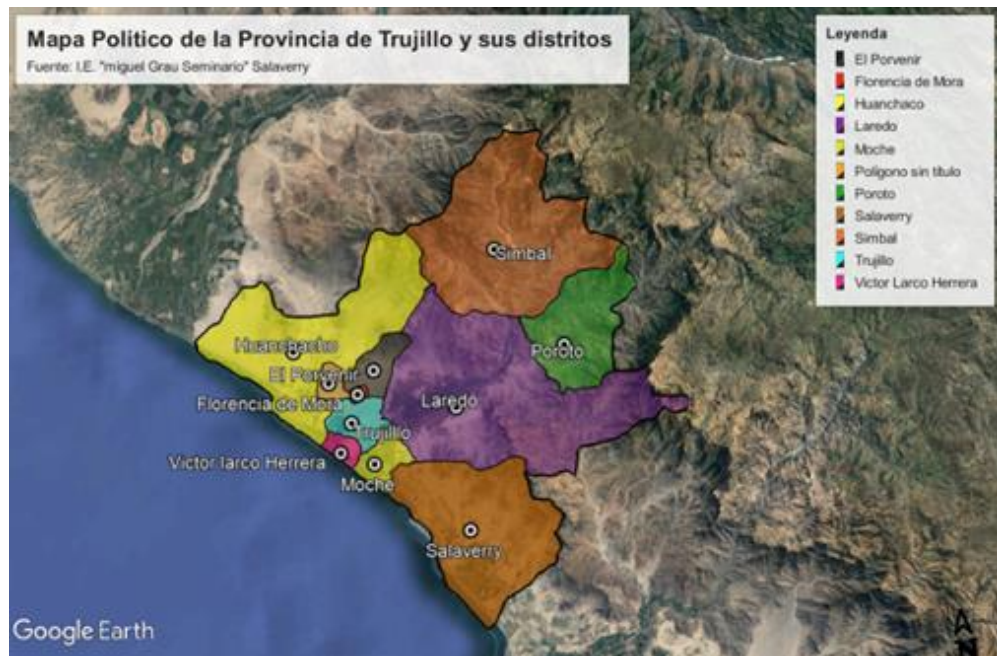 Mapa Politico de la Provincia de Trujillo y sus distritos
Fuente: I.E. "miguel Grau Seminario" Salaverry
Leyenda
El Porvenir
Florencia de Mora
Huanchaco
Laredo
Moche
Polígono sin título
Poroto
Salaverry
Simbal
Trujillo
Victor Larco Herrera
Simbal
Huanchacho
Poroto
El Porvenir
Florencia de Mora
Laredo
Trujillo
Victor larco Herrera
Moche
Salaverry
Google Earth
N